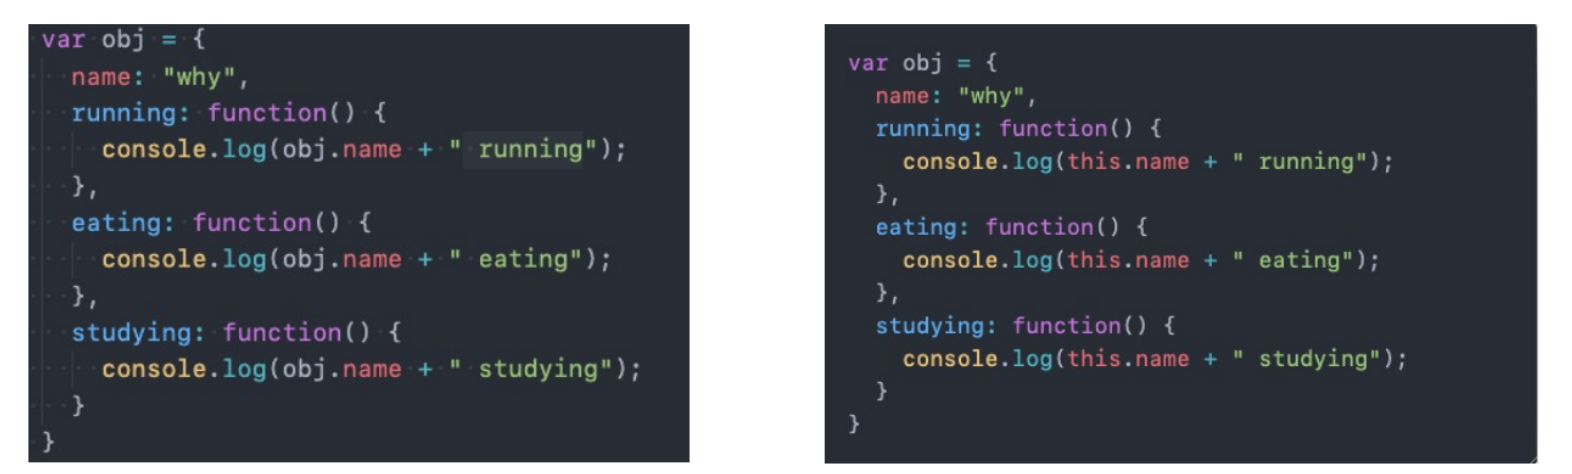 var obj = {
  name: "why",
  running: function() {
    console.log(obj.name + " running");
  },
  eating: function() {
    console.log(obj.name + " eating");
  },
  studying: function() {
    console.log(obj.name + " studying");
  }
}
var obj = {
  name: "why",
  running: function() {
    console.log(this.name + " running");
  },
  eating: function() {
    console.log(this.name + " eating");
  },
  studying: function() {
    console.log(this.name + " studying");
  }
}